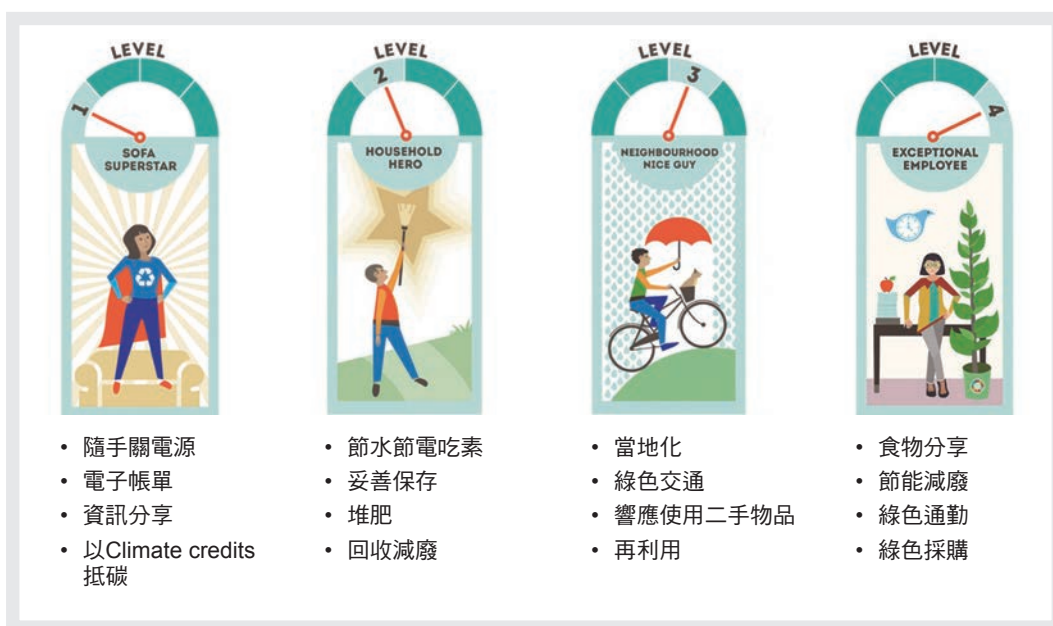 LEVEL
1
SOFA
SUPERSTAR
• 隨手關電源
• 電子帳單
• 資訊分享
• 以Climate credits
抵碳
LEVEL
2
HOUSEHOLD
HERO
• 節水節電吃素
• 妥善保存
• 堆肥
• 回收減廢
LEVEL
3
NEIGHBOURHOOD
NICE GUY
• 當地化
• 綠色交通
• 響應使用二手物品
• 再利用
LEVEL
4
EXCEPTIONAL
EMPLOYEE
• 食物分享
• 節能減廢
• 綠色通勤
• 綠色採購